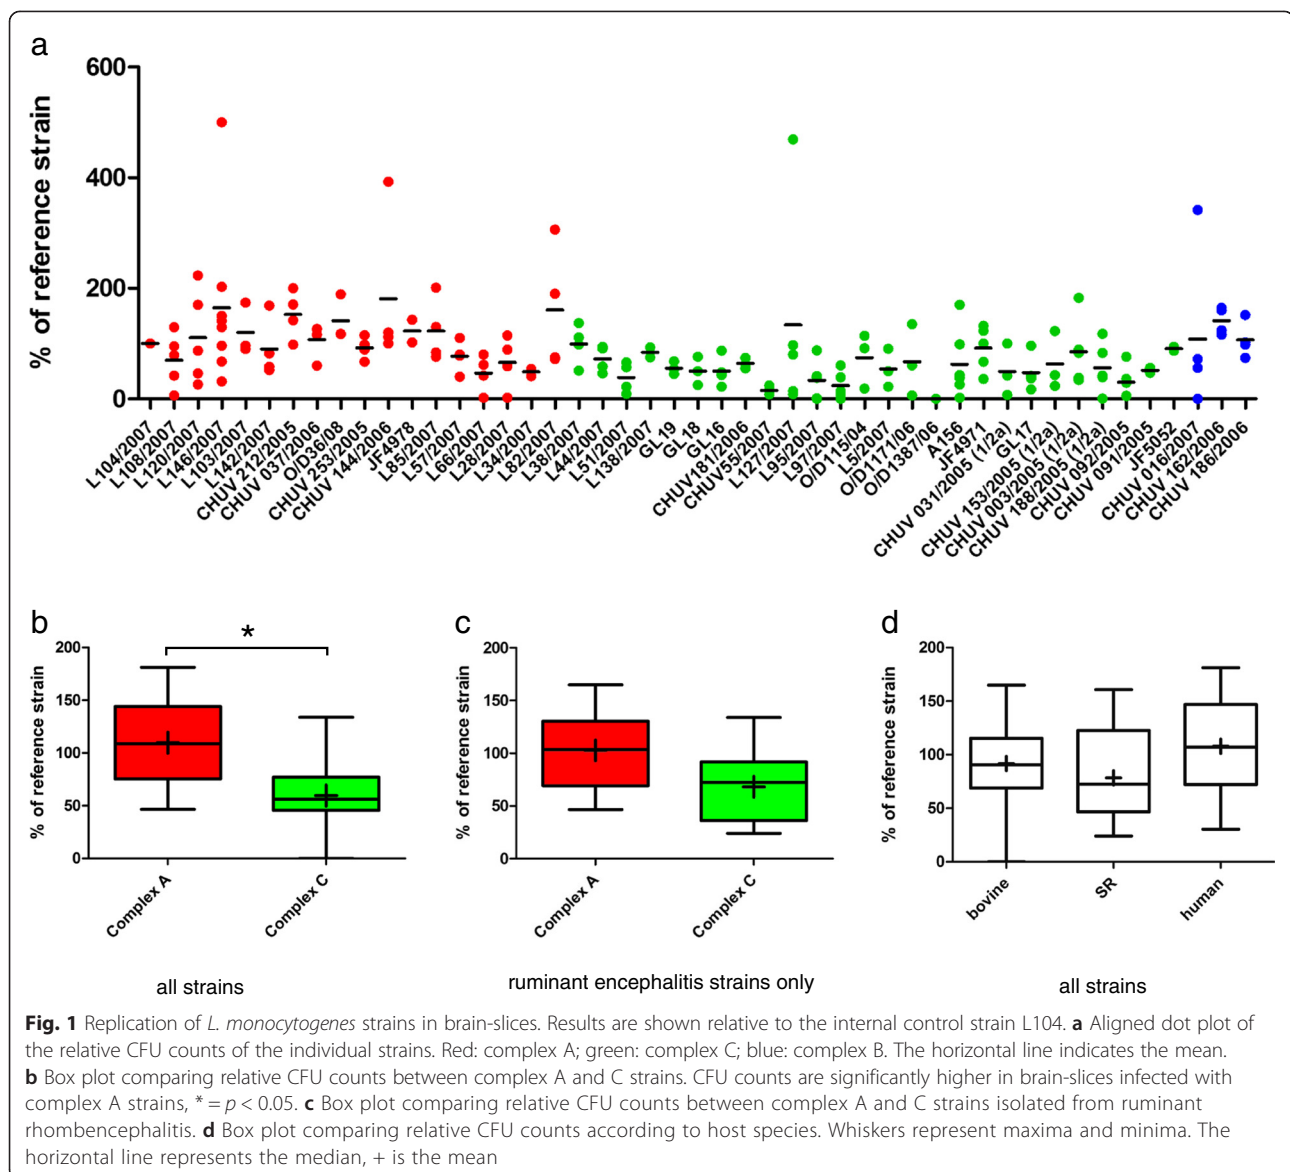 a
600
400
200
0
% of reference strain
L104/2007
L108/2007
L120/2007
L146/2007
L103/2007
L142/2007
CHUV 212/2005
CHUV 037/2006
O/D36/08
CHUV 253/2005
CHUV 144/2006
JF4978
L85/2007
L57/2007
L66/2007
L28/2007
L34/2007
L82/2007
L38/2007
L44/2007
L51/2007
L138/2007
GL19
GL18
GL16
CHUV181/2006
CHUV55/2007
L127/2007
L95/2007
L97/2007
O/D115/04
L5/2007
O/D1171/06
O/D1387/06
A156
JF4971
CHUV 031/2005 (1/2a)
GL17
CHUV 153/2005 (1/2a)
CHUV 003/2005 (1/2a)
CHUV 188/2005 (1/2a)
CHUV 092/2005
CHUV 091/2005
JF5052
CHUV 016/2007
CHUV 162/2006
CHUV 186/2006
b
200
150
100
50
0
% of reference strain
*
Complex A
Complex C
all strains
c
200
150
100
50
0
% of reference strain
Complex A
Complex C
ruminant encephalitis strains only
d
200
150
100
50
0
% of reference strain
bovine
SR
human
all strains
Fig. 1 Replication of L. monocytogenes strains in brain-slices. Results are shown relative to the internal control strain L104. a Aligned dot plot of
the relative CFU counts of the individual strains. Red: complex A; green: complex C; blue: complex B. The horizontal line indicates the mean.
b Box plot comparing relative CFU counts between complex A and C strains. CFU counts are significantly higher in brain-slices infected with
complex A strains, * = p < 0.05. c Box plot comparing relative CFU counts between complex A and C strains isolated from ruminant
rhombencephalitis. d Box plot comparing relative CFU counts according to host species. Whiskers represent maxima and minima. The
horizontal line represents the median, + is the mean